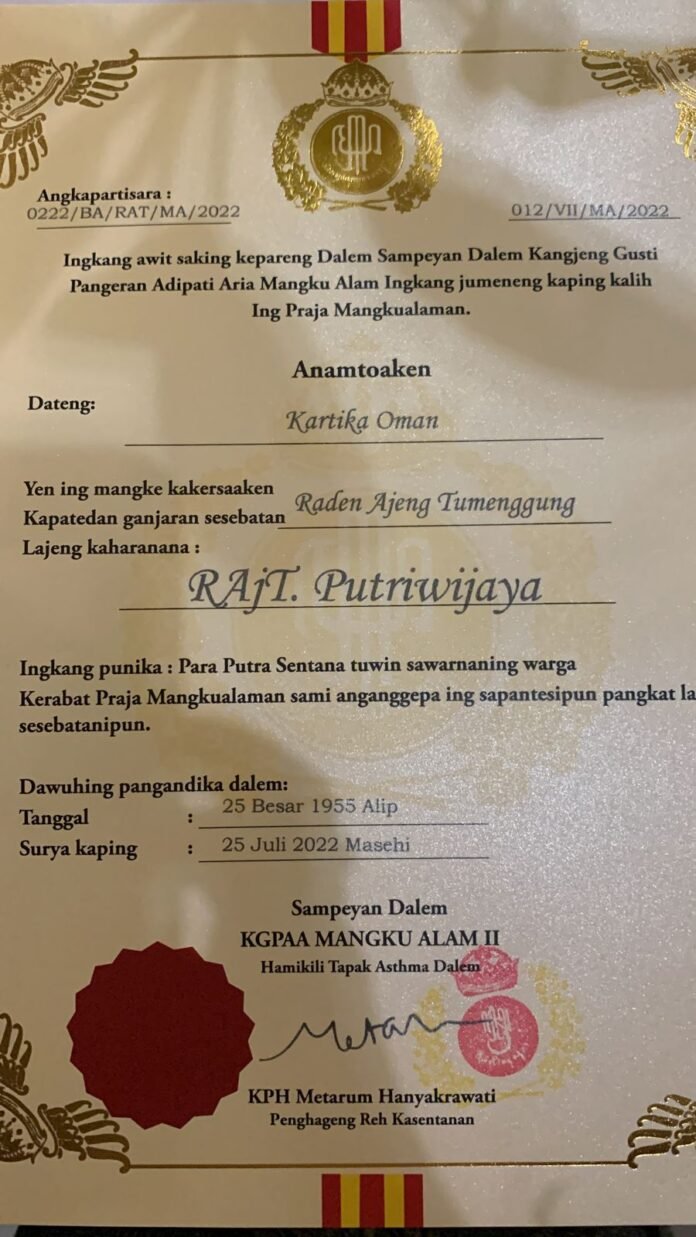 Angkapartisara :
0222/BA/RAT/MA/2022
012/VII/MA/2022
Ingkang awit saking kepareng Dalem Sampeyan Dalem Kangjeng Gusti
Pangeran Adipati Aria Mangku Alam Ingkang jumeneng kaping kalih
Ing Praja Mangkualaman.
Anamtoaken
Dateng:
Kartika Oman
Yen ing mangke kakersaaken
Kapatedan ganjaran sesebatan Raden Ajeng Tumenggung
Lajeng kaharanana :
RAjT. Putriwijaya
Ingkang punika : Para Putra Sentana tuwin sawarnaning warga
Kerabat Praja Mangkualaman sami anganggepa ing sapantesipun pangkat la
sesebatanipun.
Dawuhing pangandika dalem:
Tanggal : 25 Besar 1955 Alip
Surya kaping : 25 Juli 2022 Masehi
Sampeyan Dalem
KGPAA MANGKU ALAM II
Hamikili Tapak Asthma Dalem
Metar
KPH Metarum Hanyakrawati
Penghageng Reh Kasentanan